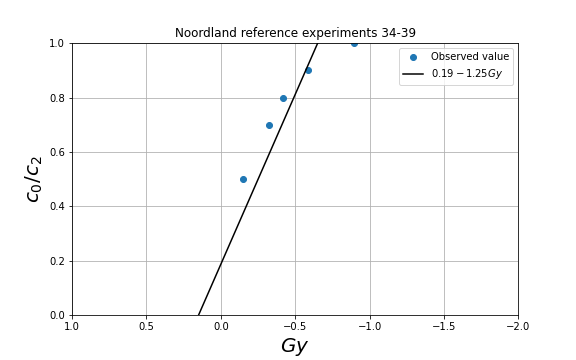 Noordland reference experiments 34-39
Observed value
0.19 − 1.25Gy
c₀/c₂
1.0
0.8
0.6
0.4
0.2
0.0
1.0 0.5 0.0 −0.5 −1.0 −1.5 −2.0
Gy